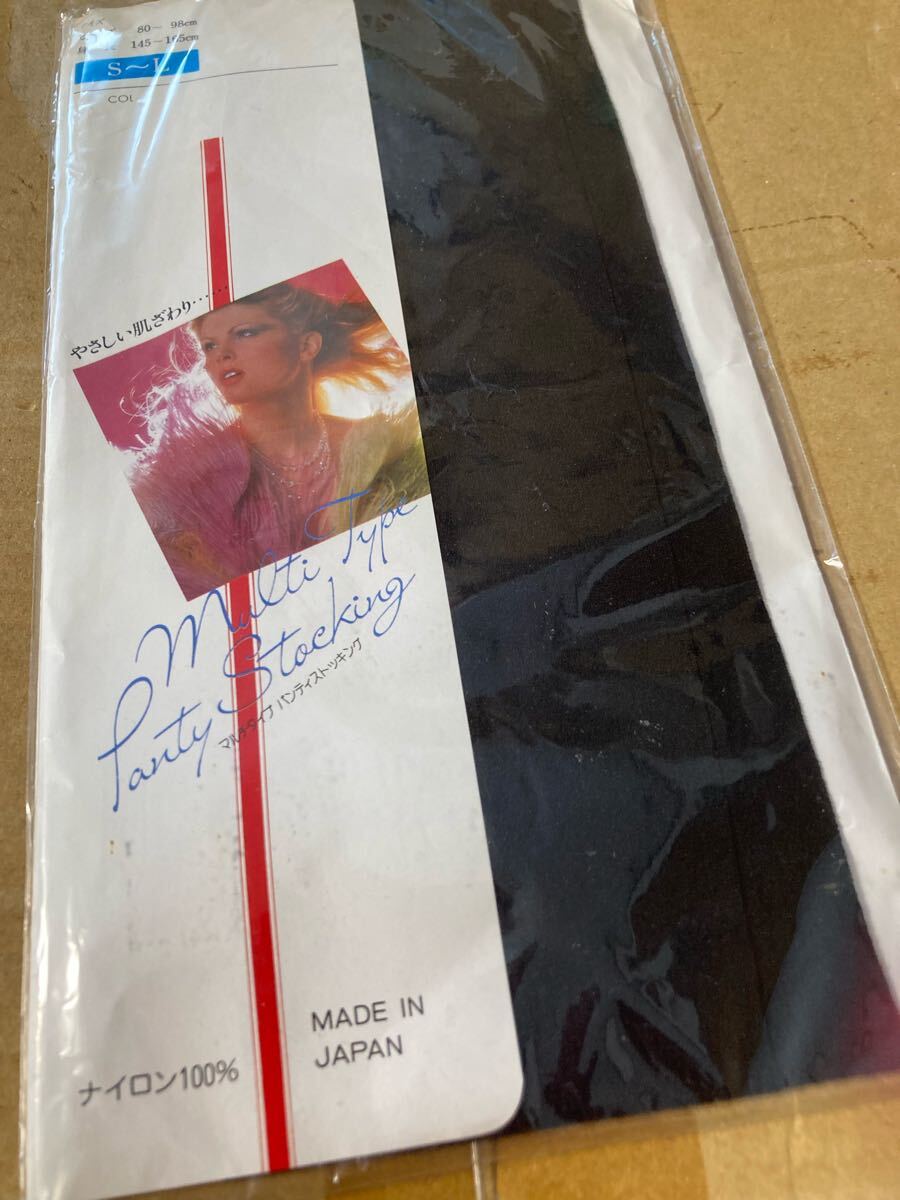 80 - 98cm
145-165cm
S~L
COL
やさしい肌ざわり……
Multi Type
Panty Stocking
マルチタイプ パンティストッキング
ナイロン100%
MADE IN
JAPAN